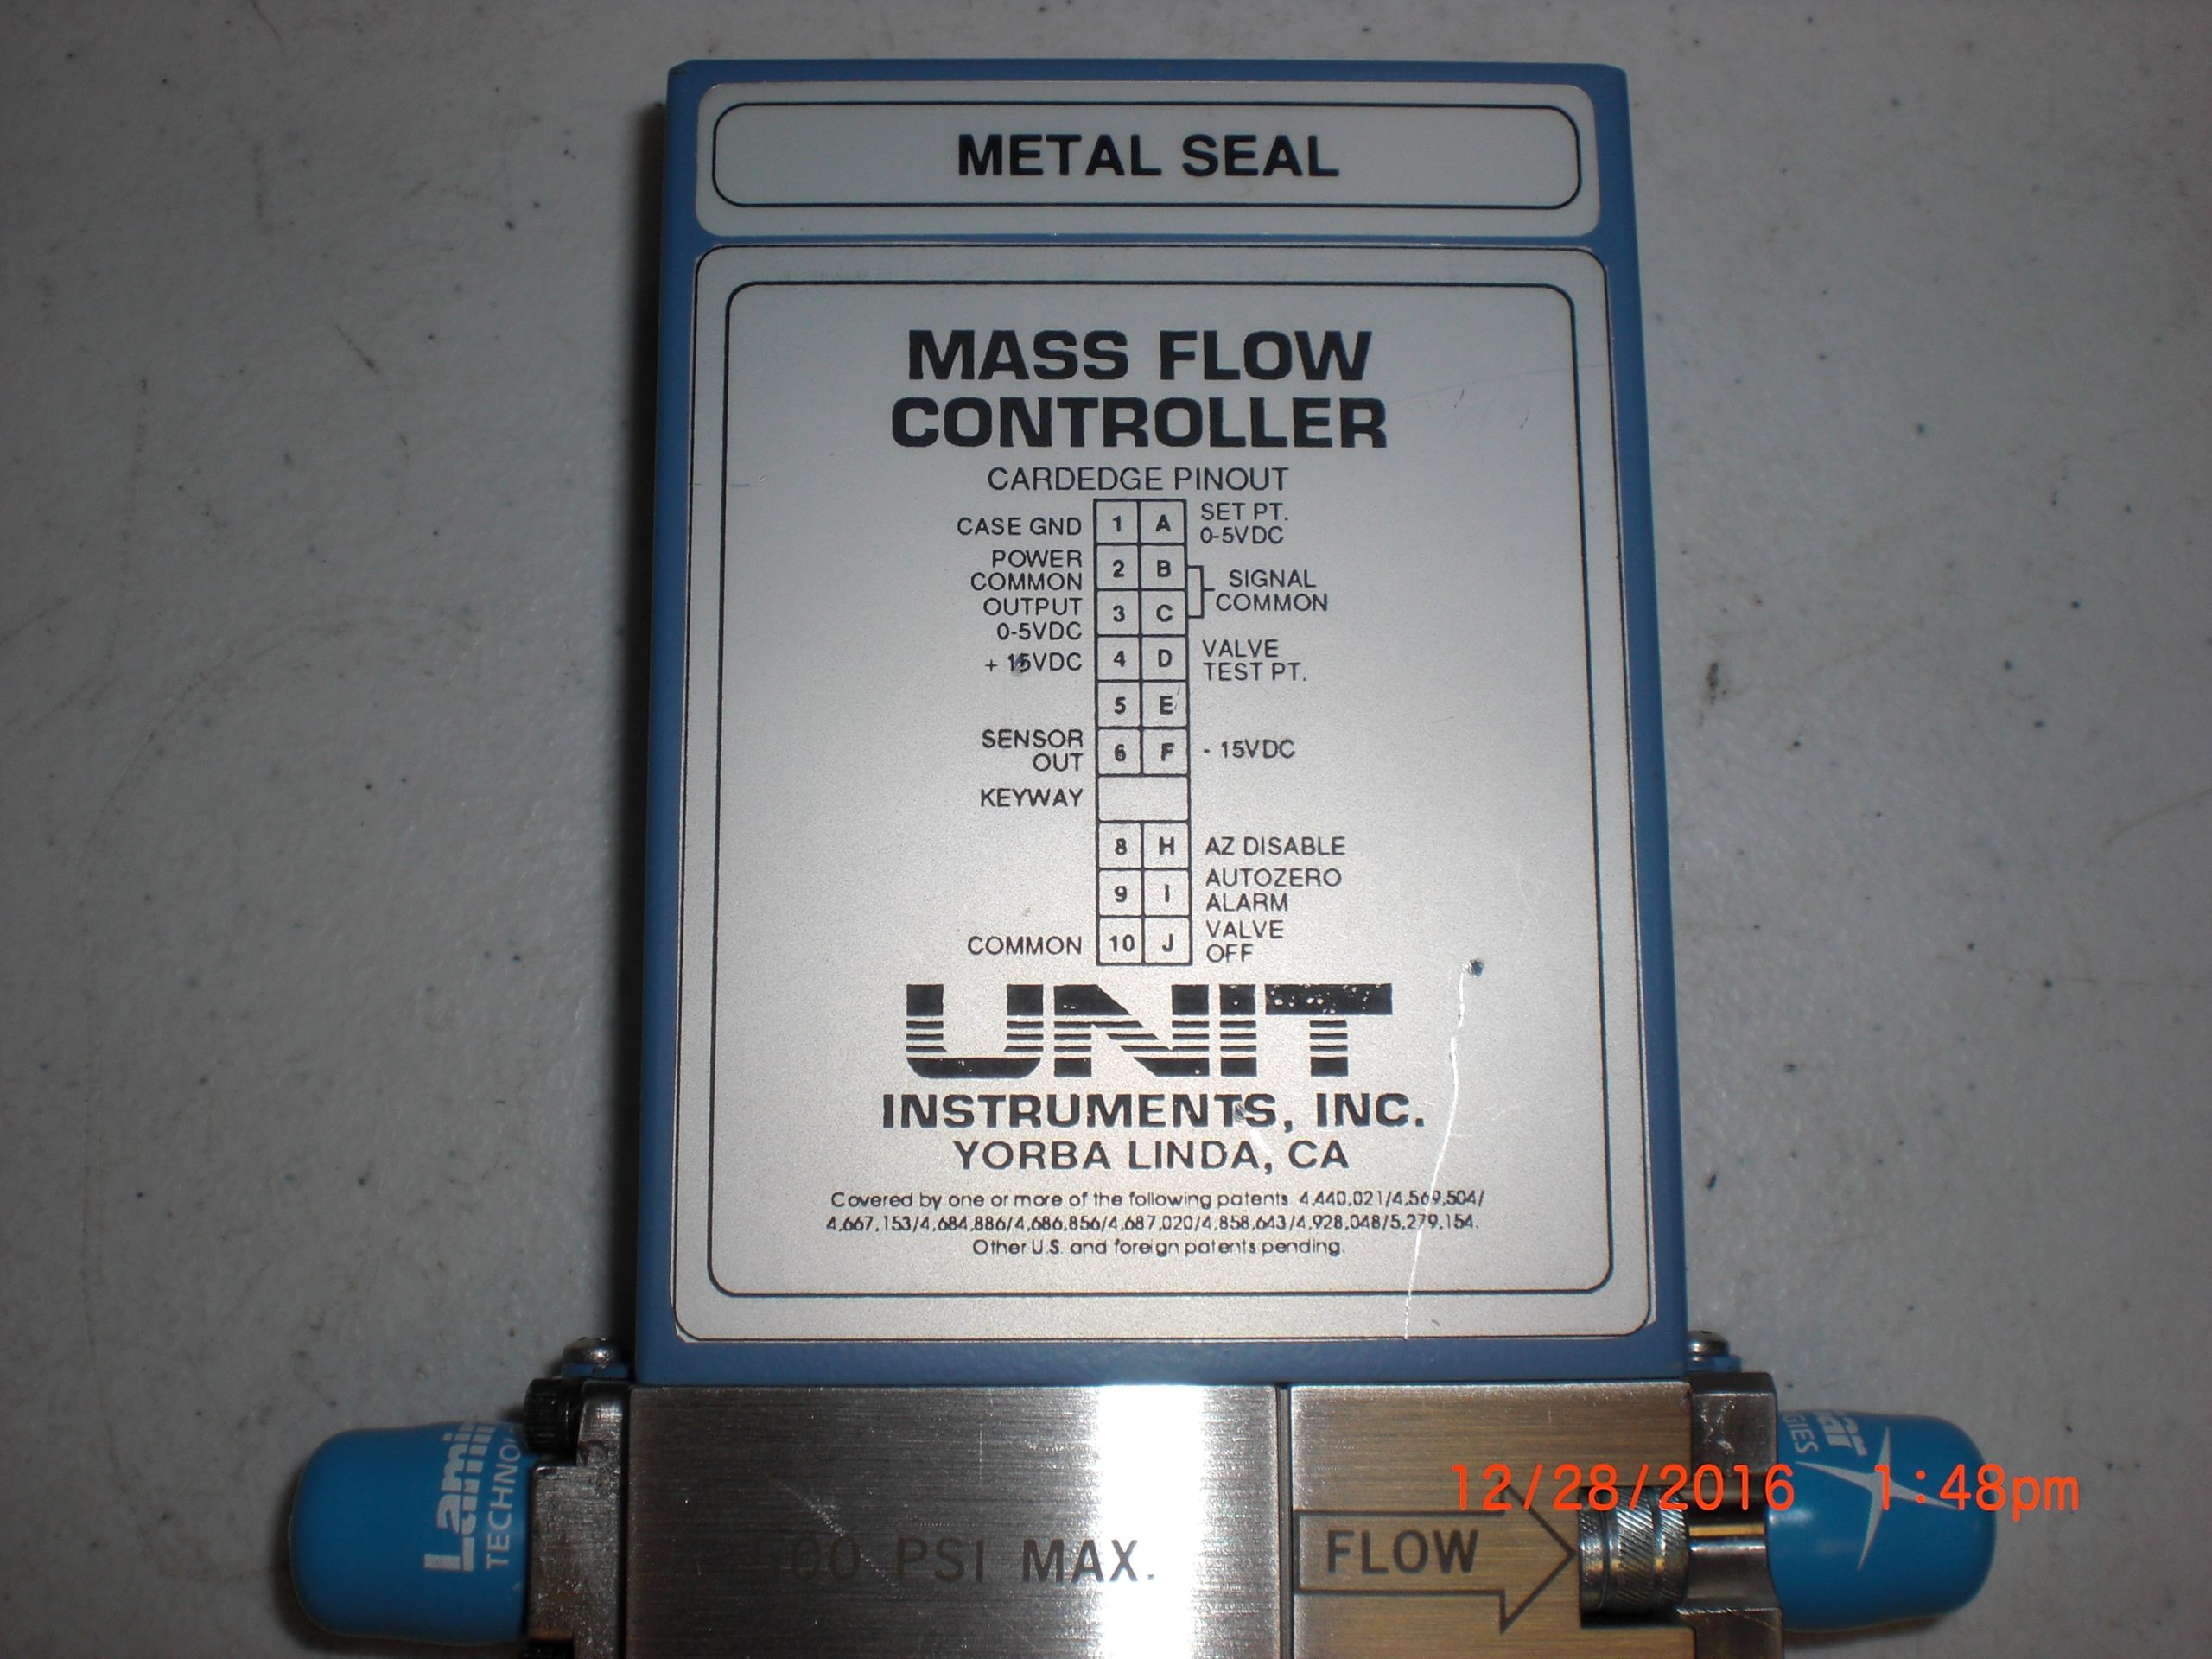 METAL SEAL
MASS FLOW
CONTROLLER
CARDEDGE PINOUT
CASE GND 1 A SET PT. 0-5VDC
POWER COMMON 2 B SIGNAL COMMON
OUTPUT 0-5VDC 3 C
+ 15VDC 4 D VALVE TEST PT.
5 E
SENSOR OUT 6 F - 15VDC
KEYWAY
8 H AZ DISABLE
9 I AUTOZERO ALARM
COMMON 10 J VALVE OFF
UNIT
INSTRUMENTS, INC.
YORBA LINDA, CA
Covered by one or more of the following patents 4,440,021/4,569,504/
4,667,153/4,684,886/4,686,856/4,687,020/4,858,643/4,928,048/5,279,154.
Other U.S. and foreign patents pending.
PSI MAX.
FLOW
12/28/2016 1:48pm